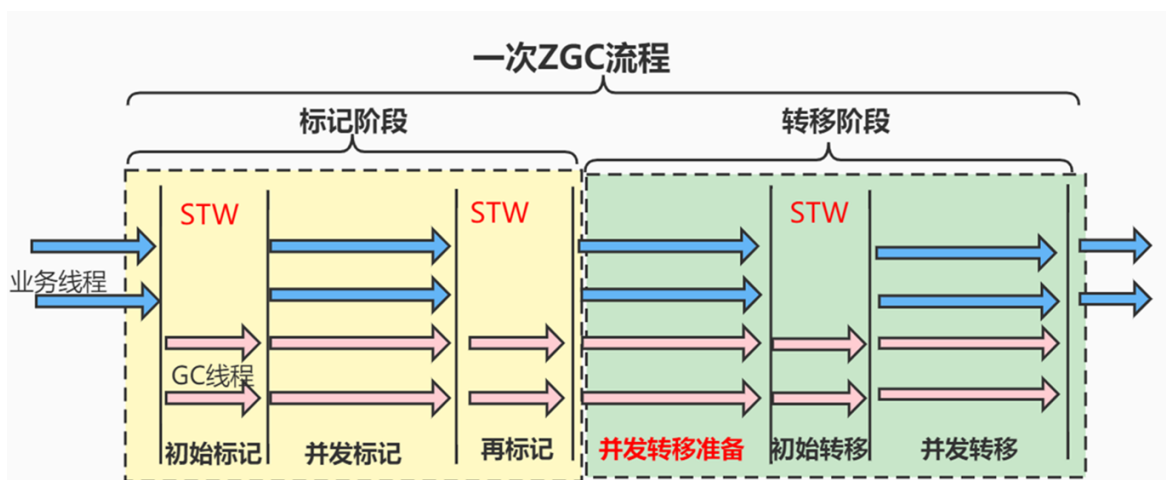 一次ZGC流程
标记阶段
转移阶段
STW
STW
STW
业务线程
GC线程
初始标记
并发标记
再标记
并发转移准备
初始转移
并发转移